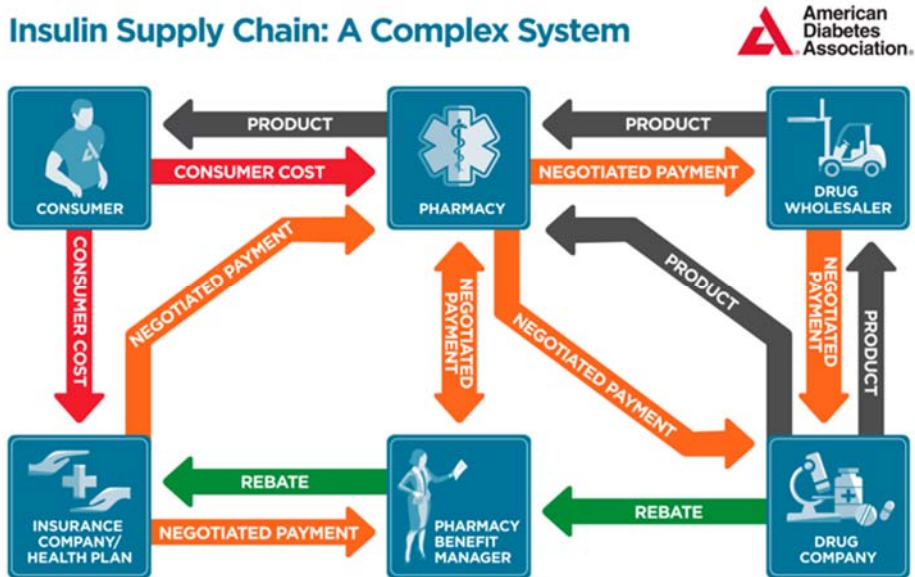 Insulin Supply Chain: A Complex System
American
Diabetes
Association®
PRODUCT
PRODUCT
CONSUMER COST
NEGOTIATED PAYMENT
CONSUMER
PHARMACY
DRUG
WHOLESALER
CONSUMER COST
NEGOTIATED PAYMENT
NEGOTIATED
PAYMENT
NEGOTIATED PAYMENT
PRODUCT
NEGOTIATED
PAYMENT
PRODUCT
REBATE
REBATE
NEGOTIATED PAYMENT
INSURANCE
COMPANY/
HEALTH PLAN
PHARMACY
BENEFIT
MANAGER
DRUG
COMPANY